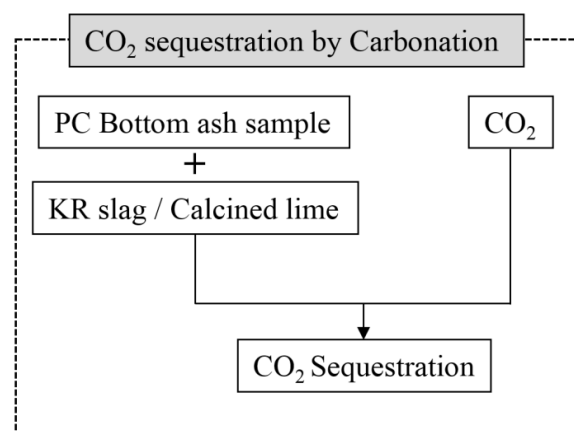 CO₂ sequestration by Carbonation
PC Bottom ash sample
CO₂
+
KR slag / Calcined lime
CO₂ Sequestration